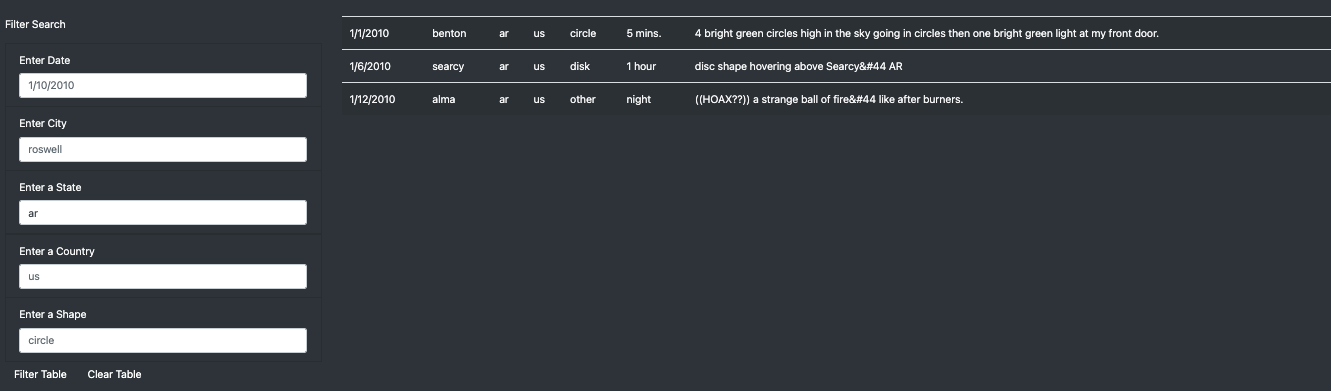 Filter Search
Enter Date
1/10/2010
Enter City
roswell
Enter a State
ar
Enter a Country
us
Enter a Shape
circle
Filter Table Clear Table
1/1/2010 benton ar us circle 5 mins. 4 bright green circles high in the sky going in circles then one bright green light at my front door.
1/6/2010 searcy ar us disk 1 hour disc shape hovering above Searcy&#44 AR
1/12/2010 alma ar us other night ((HOAX??)) a strange ball of fire&#44 like after burners.